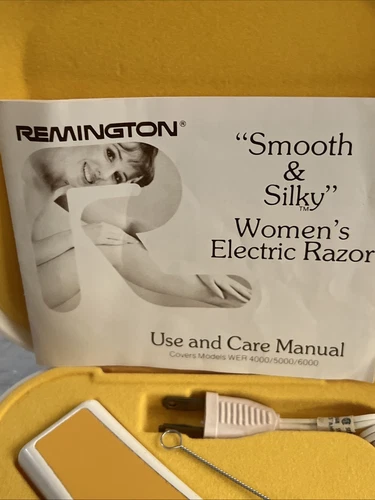 REMINGTON®
“Smooth
&
Silky”
TM
Women's
Electric Razor
Use and Care Manual
Covers Models WER 4000/5000/6000